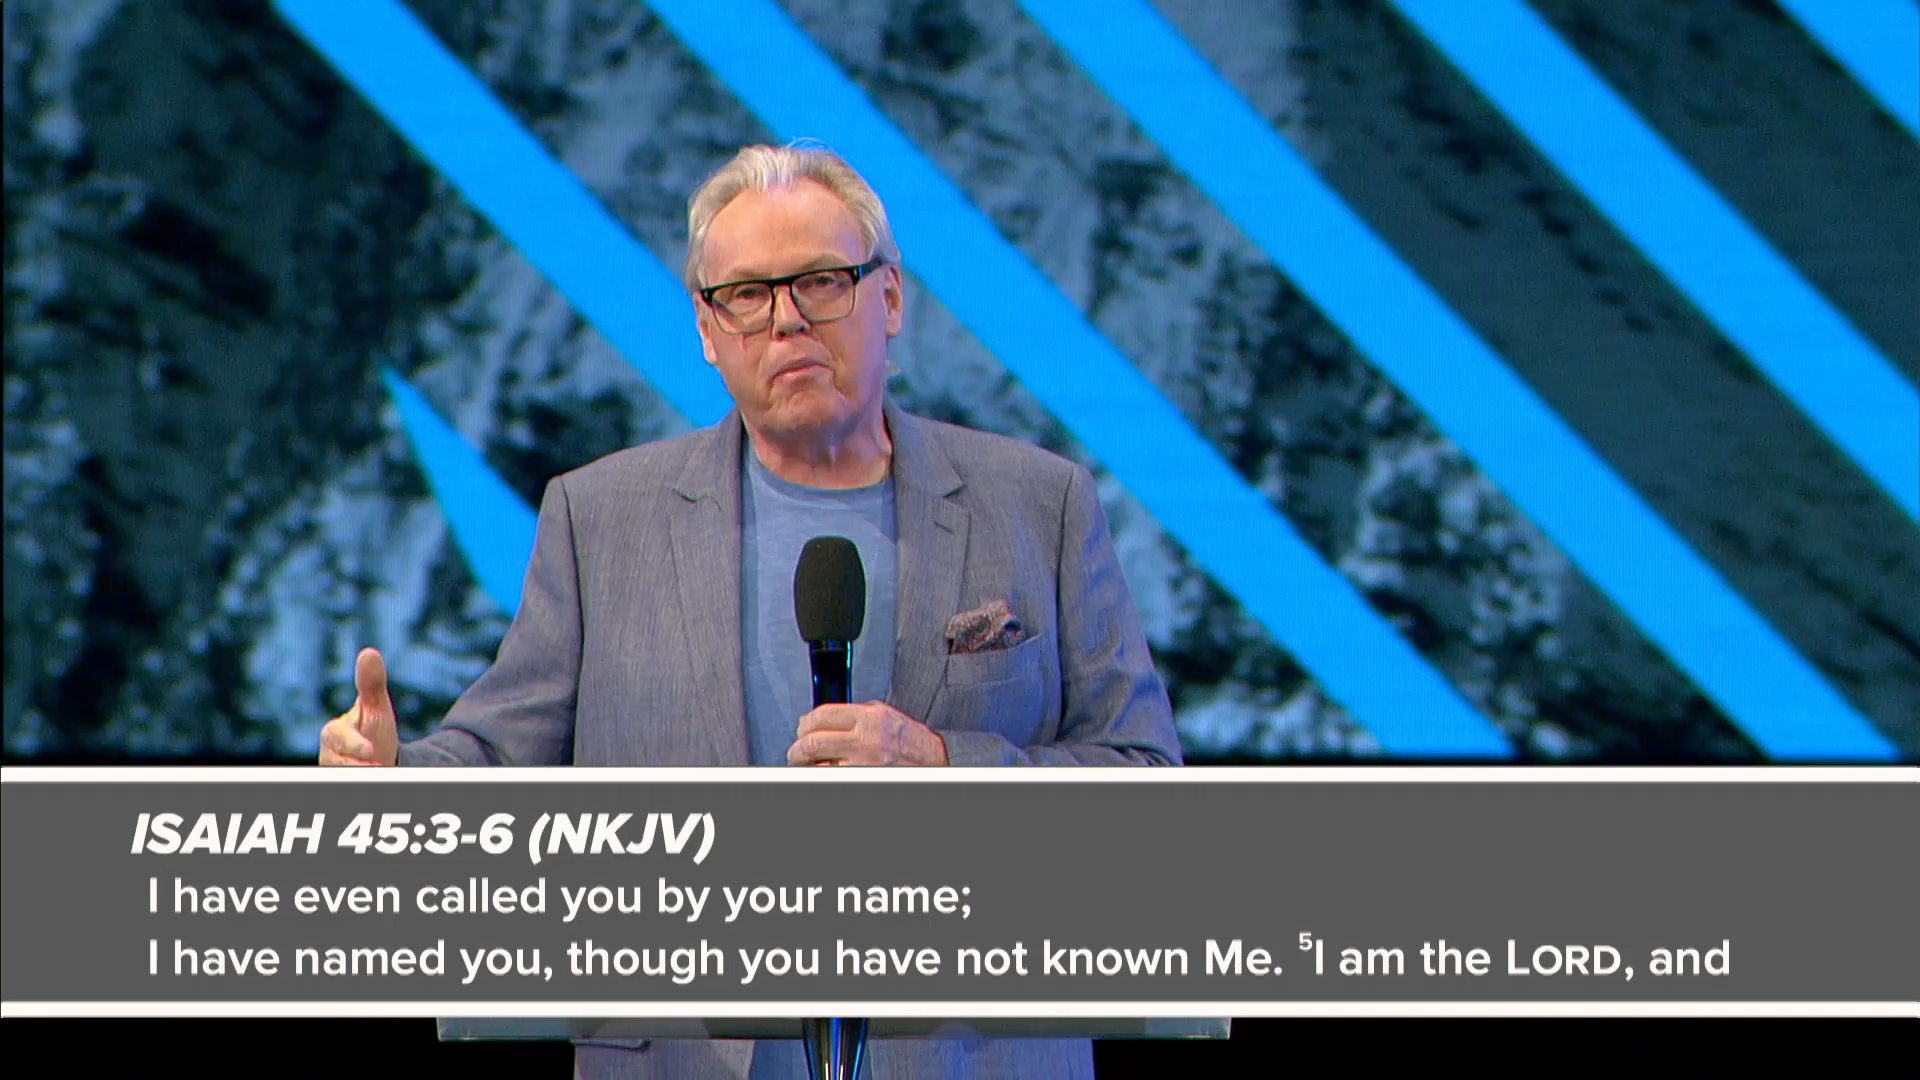 ISAIAH 45:3-6 (NKJV)
I have even called you by your name;
I have named you, though you have not known Me. ⁵I am the LORD, and